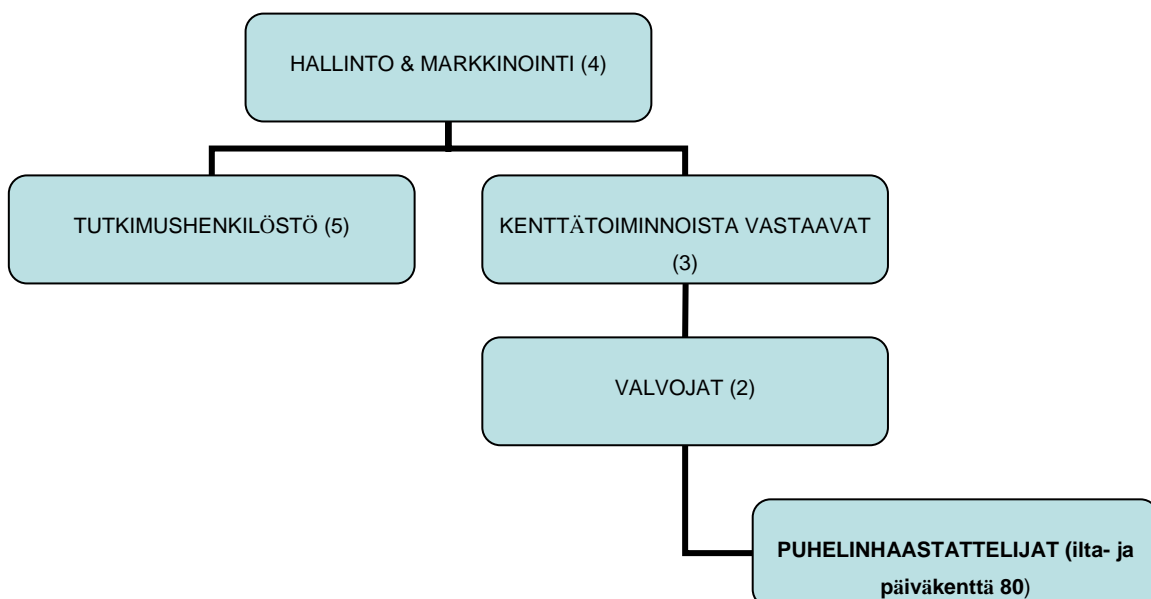 HALLINTO & MARKKINOINTI (4)
TUTKIMUSHENKILÖSTÖ (5)
KENTTÄTOIMINNOISTA VASTAAVAT
(3)
VALVOJAT (2)
PUHELINHAASTATTELIJAT (ilta- ja
päiväkenttä 80)